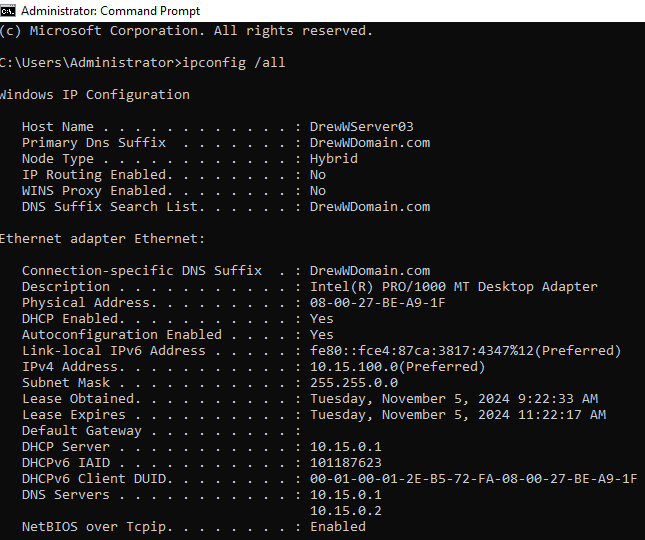 Administrator: Command Prompt
(c) Microsoft Corporation. All rights reserved.
C:\Users\Administrator>ipconfig /all
Windows IP Configuration
Host Name . . . . . . . . . . . . : DrewWServer03
Primary Dns Suffix . . . . . . . : DrewWDomain.com
Node Type . . . . . . . . . . . . : Hybrid
IP Routing Enabled. . . . . . . . : No
WINS Proxy Enabled. . . . . . . . : No
DNS Suffix Search List. . . . . . : DrewWDomain.com
Ethernet adapter Ethernet:
Connection-specific DNS Suffix . : DrewWDomain.com
Description . . . . . . . . . . . : Intel(R) PRO/1000 MT Desktop Adapter
Physical Address. . . . . . . . . : 08-00-27-BE-A9-1F
DHCP Enabled. . . . . . . . . . . : Yes
Autoconfiguration Enabled . . . . : Yes
Link-local IPv6 Address . . . . . : fe80::fce4:87ca:3817:4347%12(Preferred)
IPv4 Address. . . . . . . . . . . : 10.15.100.0(Preferred)
Subnet Mask . . . . . . . . . . . : 255.255.0.0
Lease Obtained. . . . . . . . . . : Tuesday, November 5, 2024 9:22:33 AM
Lease Expires . . . . . . . . . . : Tuesday, November 5, 2024 11:22:17 AM
Default Gateway . . . . . . . . . :
DHCP Server . . . . . . . . . . . : 10.15.0.1
DHCPv6 IAID . . . . . . . . . . . : 101187623
DHCPv6 Client DUID. . . . . . . . : 00-01-00-01-2E-B5-72-FA-08-00-27-BE-A9-1F
DNS Servers . . . . . . . . . . . : 10.15.0.1
10.15.0.2
NetBIOS over Tcpip. . . . . . . . : Enabled